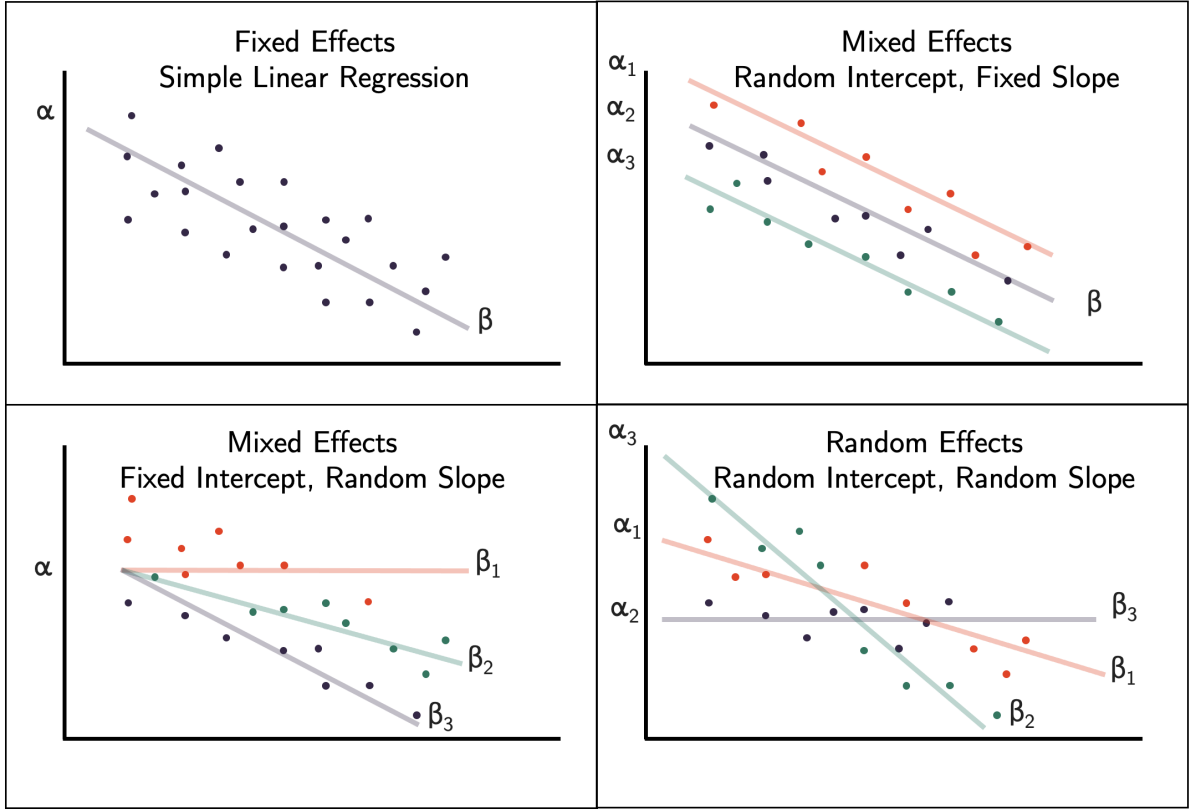 Fixed Effects
Simple Linear Regression
α
β
Mixed Effects
Random Intercept, Fixed Slope
α₁
α₂
α₃
β
Mixed Effects
Fixed Intercept, Random Slope
α
β₁
β₂
β₃
Random Effects
Random Intercept, Random Slope
α₃
α₁
α₂
β₃
β₁
β₂